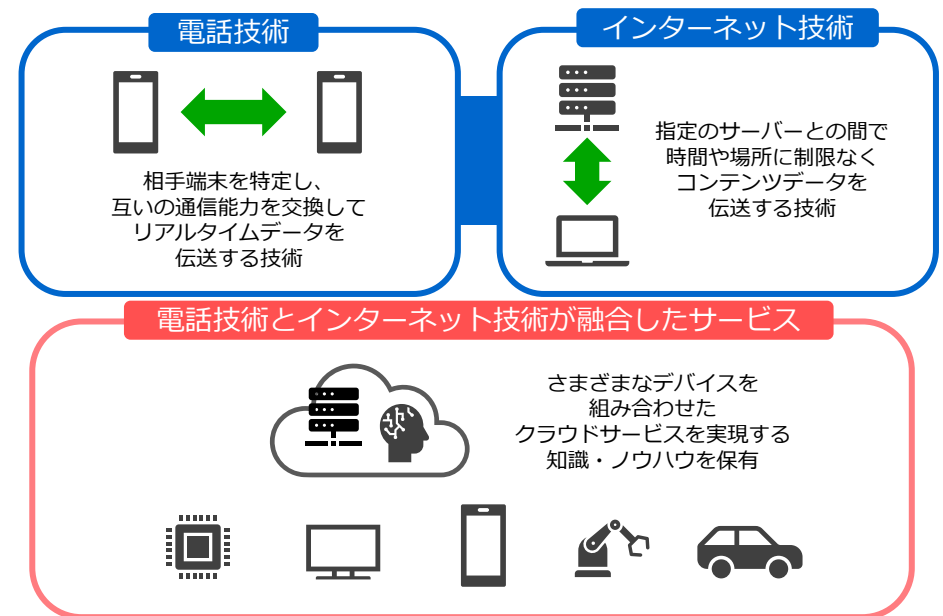 電話技術
相手端末を特定し、
互いの通信能力を交換して
リアルタイムデータを
伝送する技術
インターネット技術
指定のサーバーとの間で
時間や場所に制限なく
コンテンツデータを
伝送する技術
電話技術とインターネット技術が融合したサービス
さまざまなデバイスを
組み合わせた
クラウドサービスを実現する
知識・ノウハウを保有